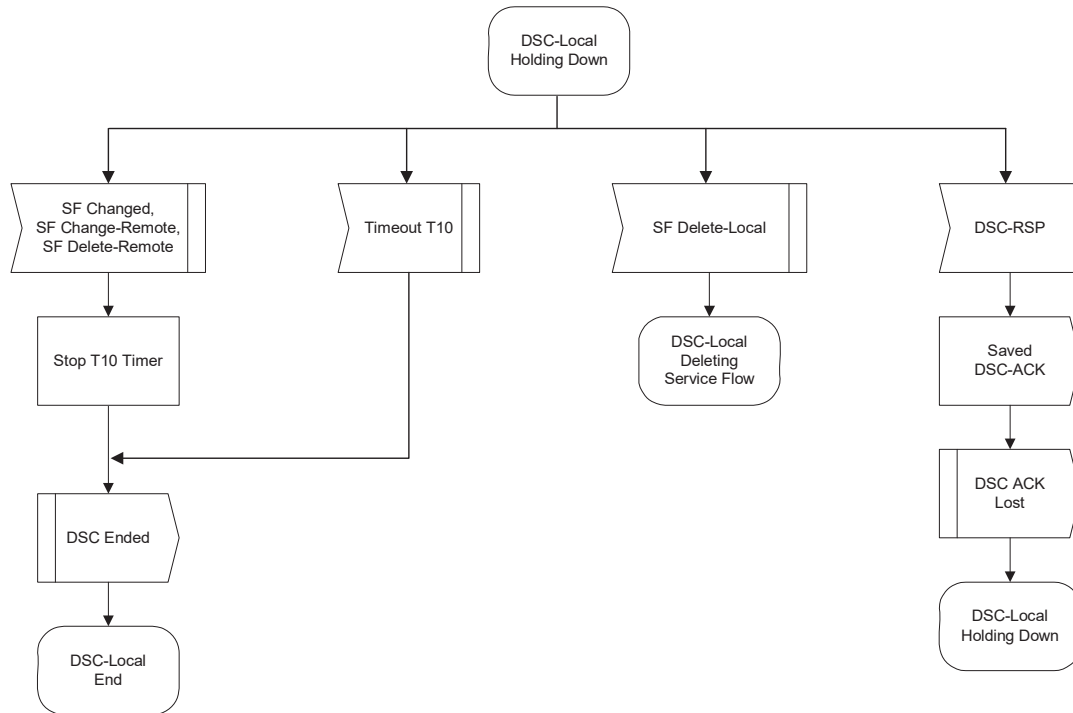 DSC-Local
Holding Down
SF Changed,
SF Change-Remote,
SF Delete-Remote
Timeout T10
SF Delete-Local
DSC-RSP
Stop T10 Timer
DSC-Local
Deleting
Service Flow
Saved
DSC-ACK
DSC Ended
DSC ACK
Lost
DSC-Local
End
DSC-Local
Holding Down